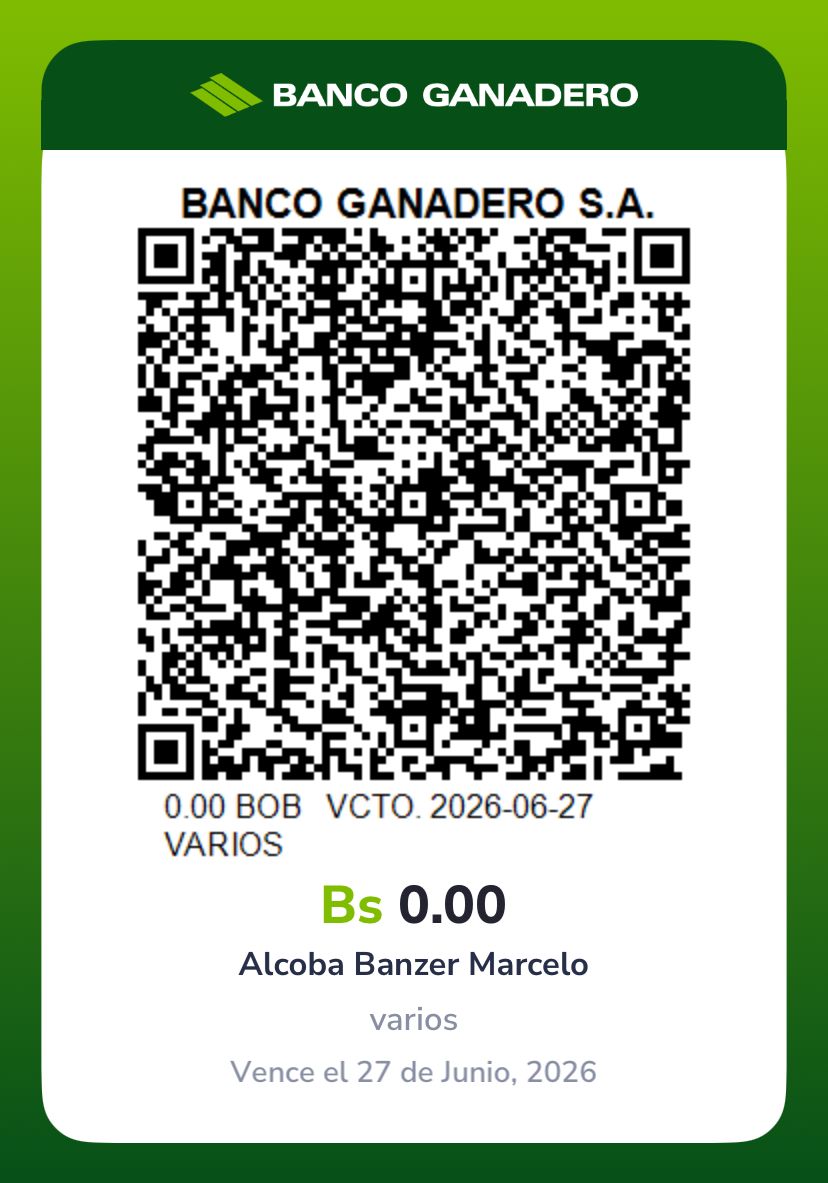 BANCO GANADERO
BANCO GANADERO S.A.
0.00 BOB VCTO. 2026-06-27
VARIOS
Bs 0.00
Alcoba Banzer Marcelo
varios
Vence el 27 de Junio, 2026